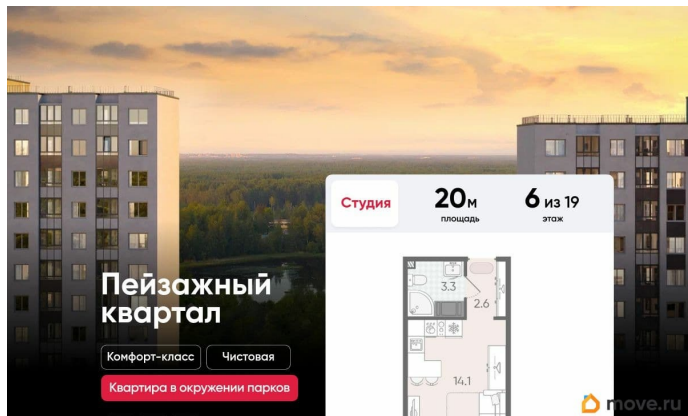 Студия
20м
площадь
6 из 19
этаж
Пейзажный
квартал
Комфорт-класс
Чистовая
Квартира в окружении парков
3.3
2.6
14.1
move.ru